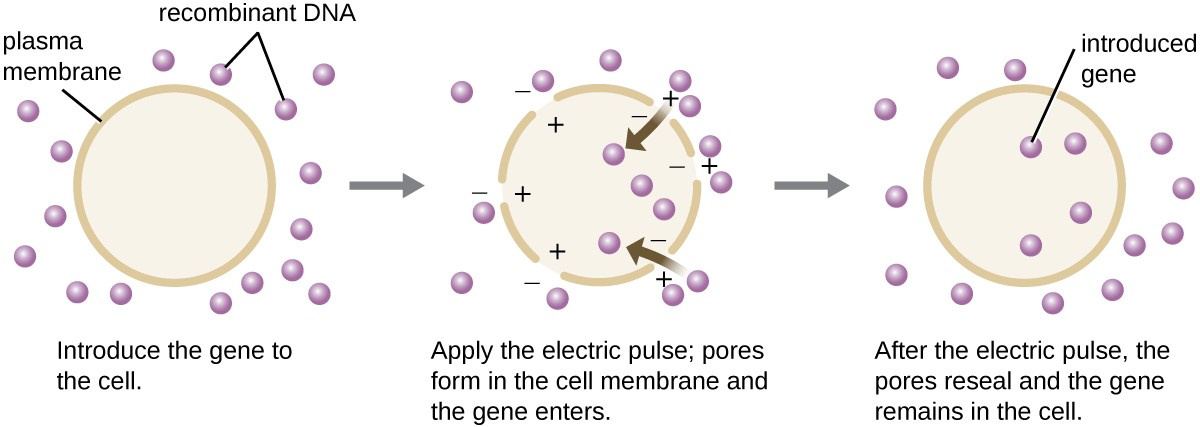 recombinant DNA
plasma
membrane
introduced
gene
– + – + – + – + – + – + – +
Introduce the gene to
the cell.
Apply the electric pulse; pores
form in the cell membrane and
the gene enters.
After the electric pulse, the
pores reseal and the gene
remains in the cell.